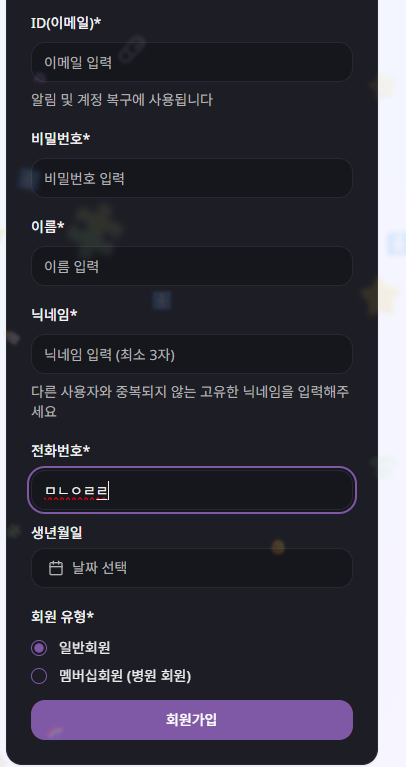 ID(이메일)*
이메일 입력
알림 및 계정 복구에 사용됩니다
비밀번호*
비밀번호 입력
이름*
이름 입력
닉네임*
닉네임 입력 (최소 3자)
다른 사용자와 중복되지 않는 고유한 닉네임을 입력해주
세요
전화번호*
ㅁㄴㅇㄹㄹ
생년월일
날짜 선택
회원 유형*
일반회원
멤버십회원 (병원 회원)
회원가입